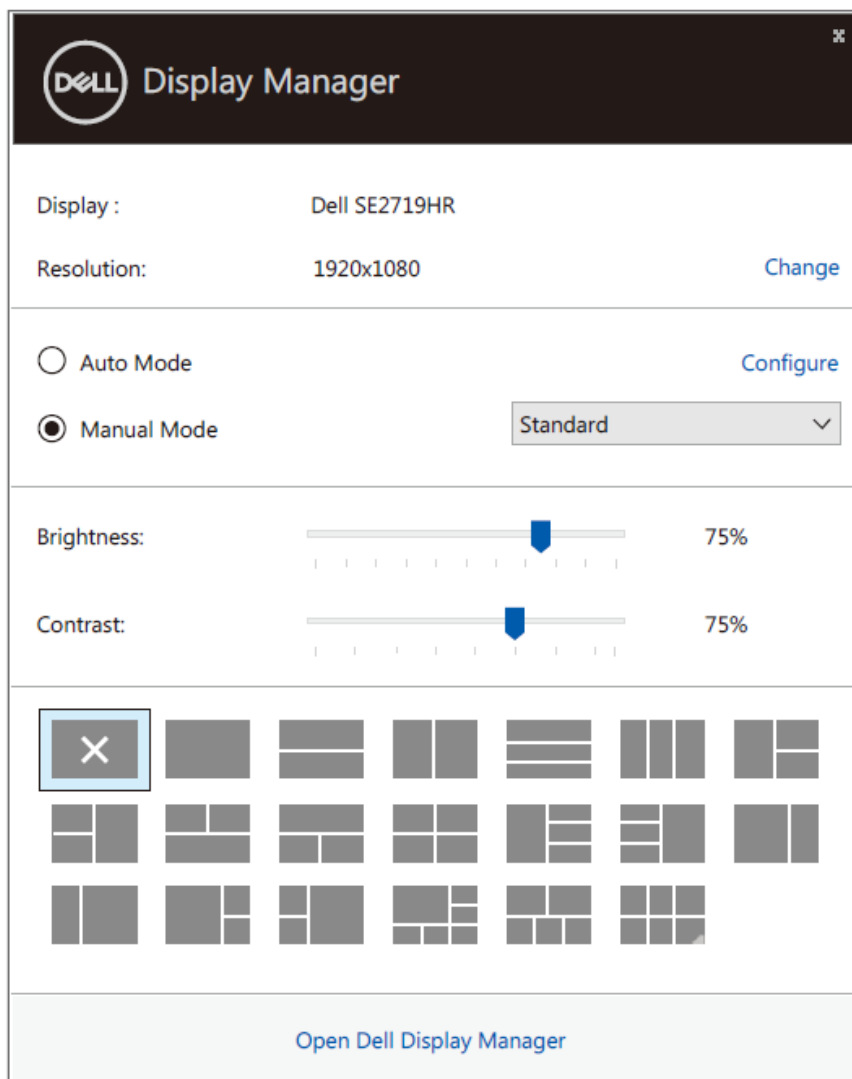 DELL Display Manager
Display : Dell SE2719HR
Resolution: 1920x1080 Change
Auto Mode Configure
Manual Mode Standard
Brightness: 75%
Contrast: 75%
Open Dell Display Manager